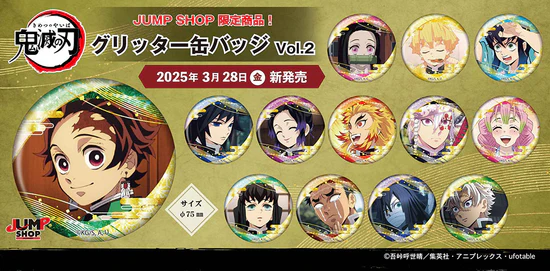 きめつのやいば
鬼滅の刃
JUMP SHOP 限定商品！
グリッター缶バッジ Vol.2
2025年3月28日㊎新発売
サイズ
φ75㎜
JUMP
SHOP
©K/S, A, U
©吾峠呼世晴／集英社・アニプレックス・ufotable